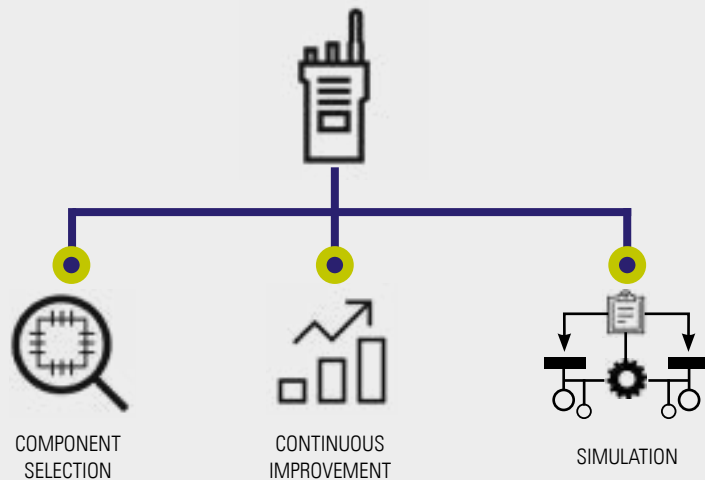 COMPONENT
SELECTION
CONTINUOUS
IMPROVEMENT
SIMULATION